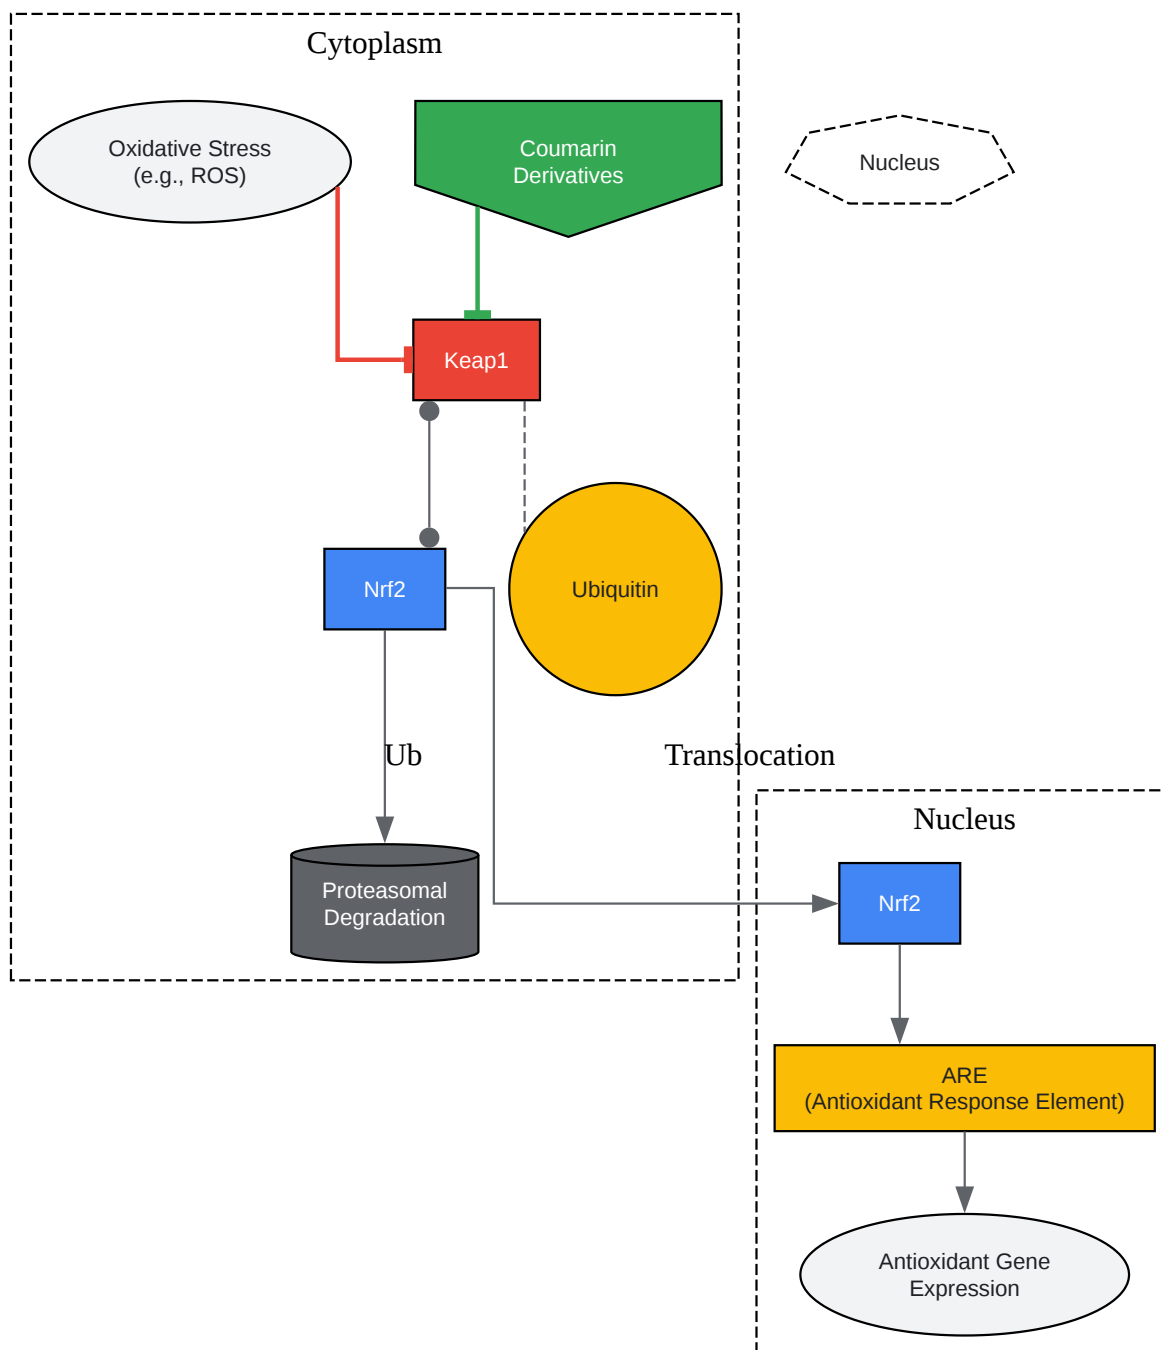 Cytoplasm
Oxidative Stress
(e.g., ROS)
Coumarin
Derivatives
Nucleus
Keap1
Nrf2
Ubiquitin
Ub
Translocation
Proteasomal
Degradation
Nucleus
Nrf2
ARE
(Antioxidant Response Element)
Antioxidant Gene
Expression